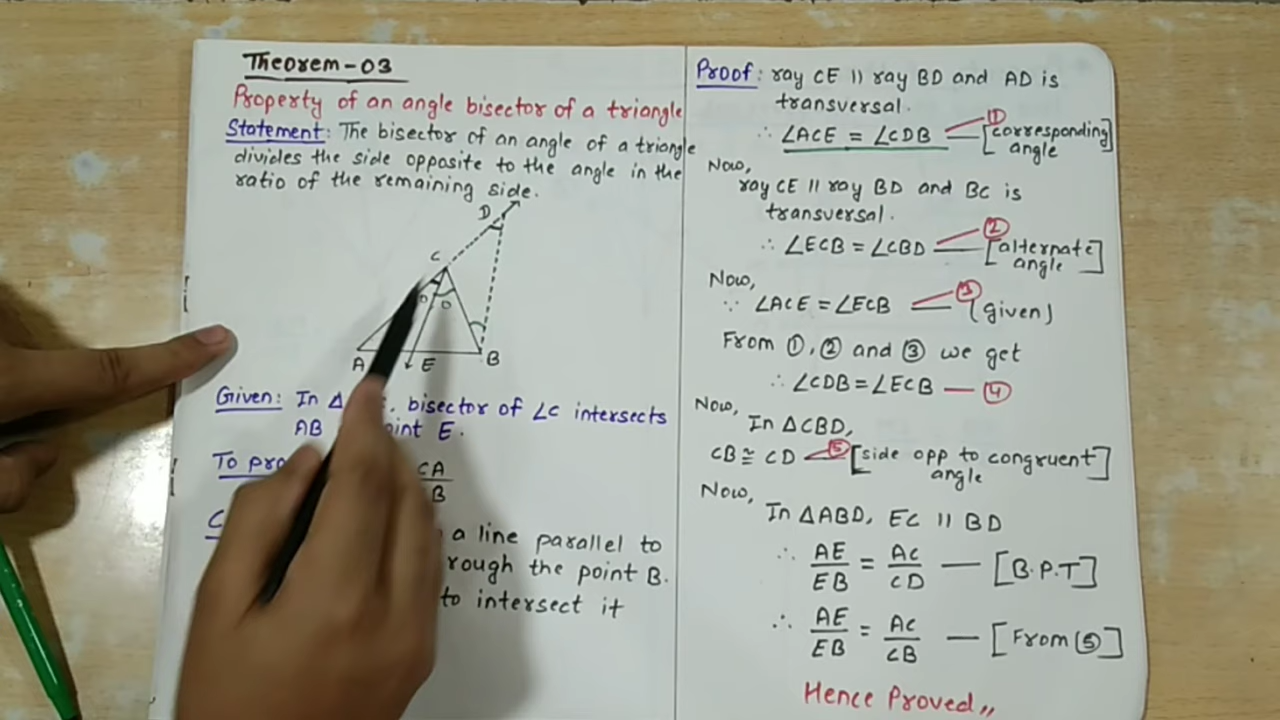 Theorem-03
Property of an angle bisector of a triangle
Statement: The bisector of an angle of a triangle
divides the side opposite to the angle in the
ratio of the remaining side.
D
C
A E B
Given: In Δ , bisector of ∠C intersects
AB point E.
To
CA
B
a line parallel to
the point B.
to intersect it
Proof: ray CE || ray BD and AD is
transversal.
∴ ∠ACE = ∠CDB — ① [corresponding
angle]
Now,
ray CE || ray BD and BC is
transversal.
∴ ∠ECB = ∠CBD — ② [alternate
angle]
Now,
∵ ∠ACE = ∠ECB — ③ (given)
From ①, ② and ③ we get
∴ ∠CDB = ∠ECB — ④
Now,
In ΔCBD,
CB ≅ CD — ⑤ [side opp to congruent
angle]
Now,
In ΔABD, EC || BD
∴ AE/EB = AC/CD — [B.P.T]
∴ AE/EB = AC/CB — [From ⑤]
Hence Proved,,